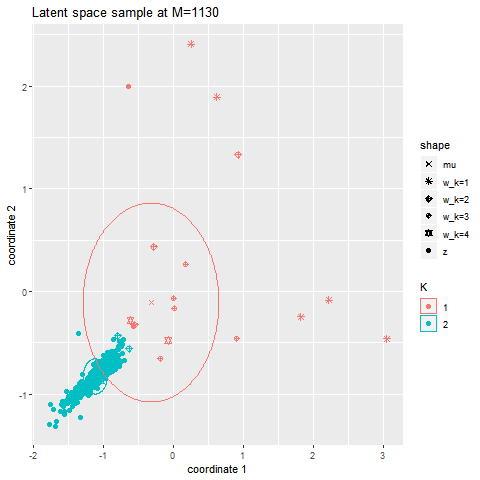 Latent space sample at M=1130
2
1
0
-1
coordinate 2
-2
-1
0
1
2
3
coordinate 1
shape
mu
w_k=1
w_k=2
w_k=3
w_k=4
z
K
1
2